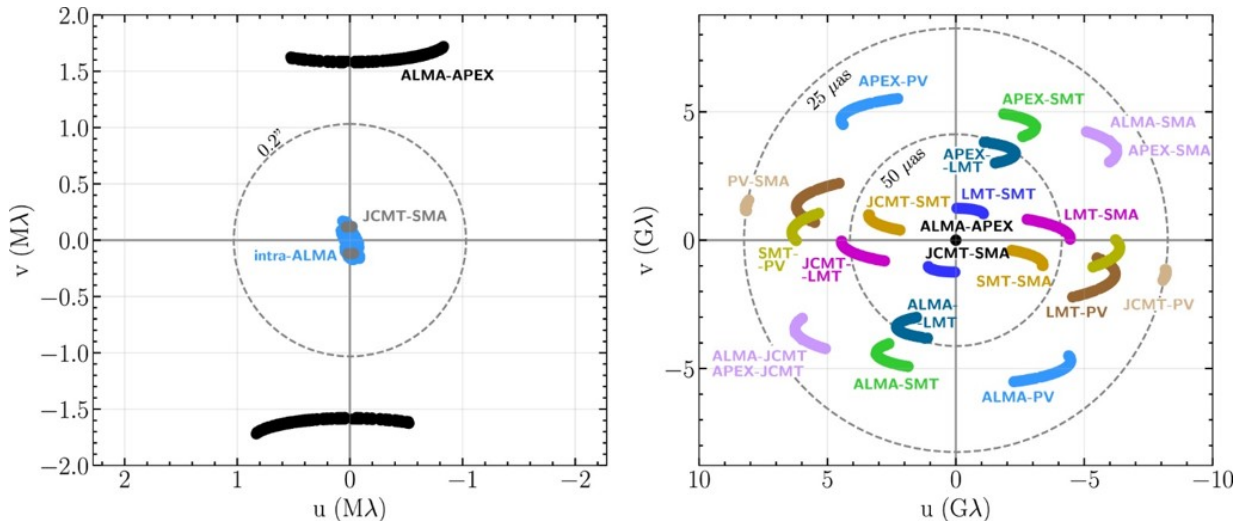 2.0
1.5
1.0
0.5
0.0
−0.5
−1.0
−1.5
−2.0
v (Mλ)
ALMA-APEX
0.2"
JCMT-SMA
intra-ALMA
2
1
0
−1
−2
u (Mλ)
5
0
−5
v (Gλ)
APEX-PV
25 μas
APEX-SMT
ALMA-SMA
APEX-SMA
APEX-
-LMT
50 μas
PV-SMA
JCMT-SMT
LMT-SMT
LMT-SMA
ALMA-APEX
JCMT-SMA
SMT-
-PV
JCMT-
-LMT
SMT-SMA
LMT-PV
JCMT-PV
ALMA-
-LMT
ALMA-JCMT
APEX-JCMT
ALMA-SMT
ALMA-PV
10
5
0
−5
−10
u (Gλ)